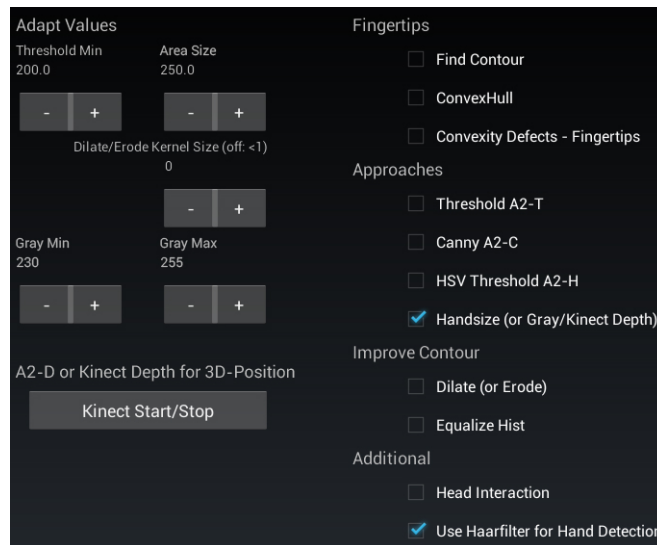 Adapt Values
Threshold Min
Area Size
200.0
250.0
- +
- +
Dilate/Erode Kernel Size (off: <1)
0
- +
Gray Min
Gray Max
230
255
- +
- +
A2-D or Kinect Depth for 3D-Position
Kinect Start/Stop
Fingertips
Find Contour
ConvexHull
Convexity Defects - Fingertips
Approaches
Threshold A2-T
Canny A2-C
HSV Threshold A2-H
Handsize (or Gray/Kinect Depth)
Improve Contour
Dilate (or Erode)
Equalize Hist
Additional
Head Interaction
Use Haarfilter for Hand Detection